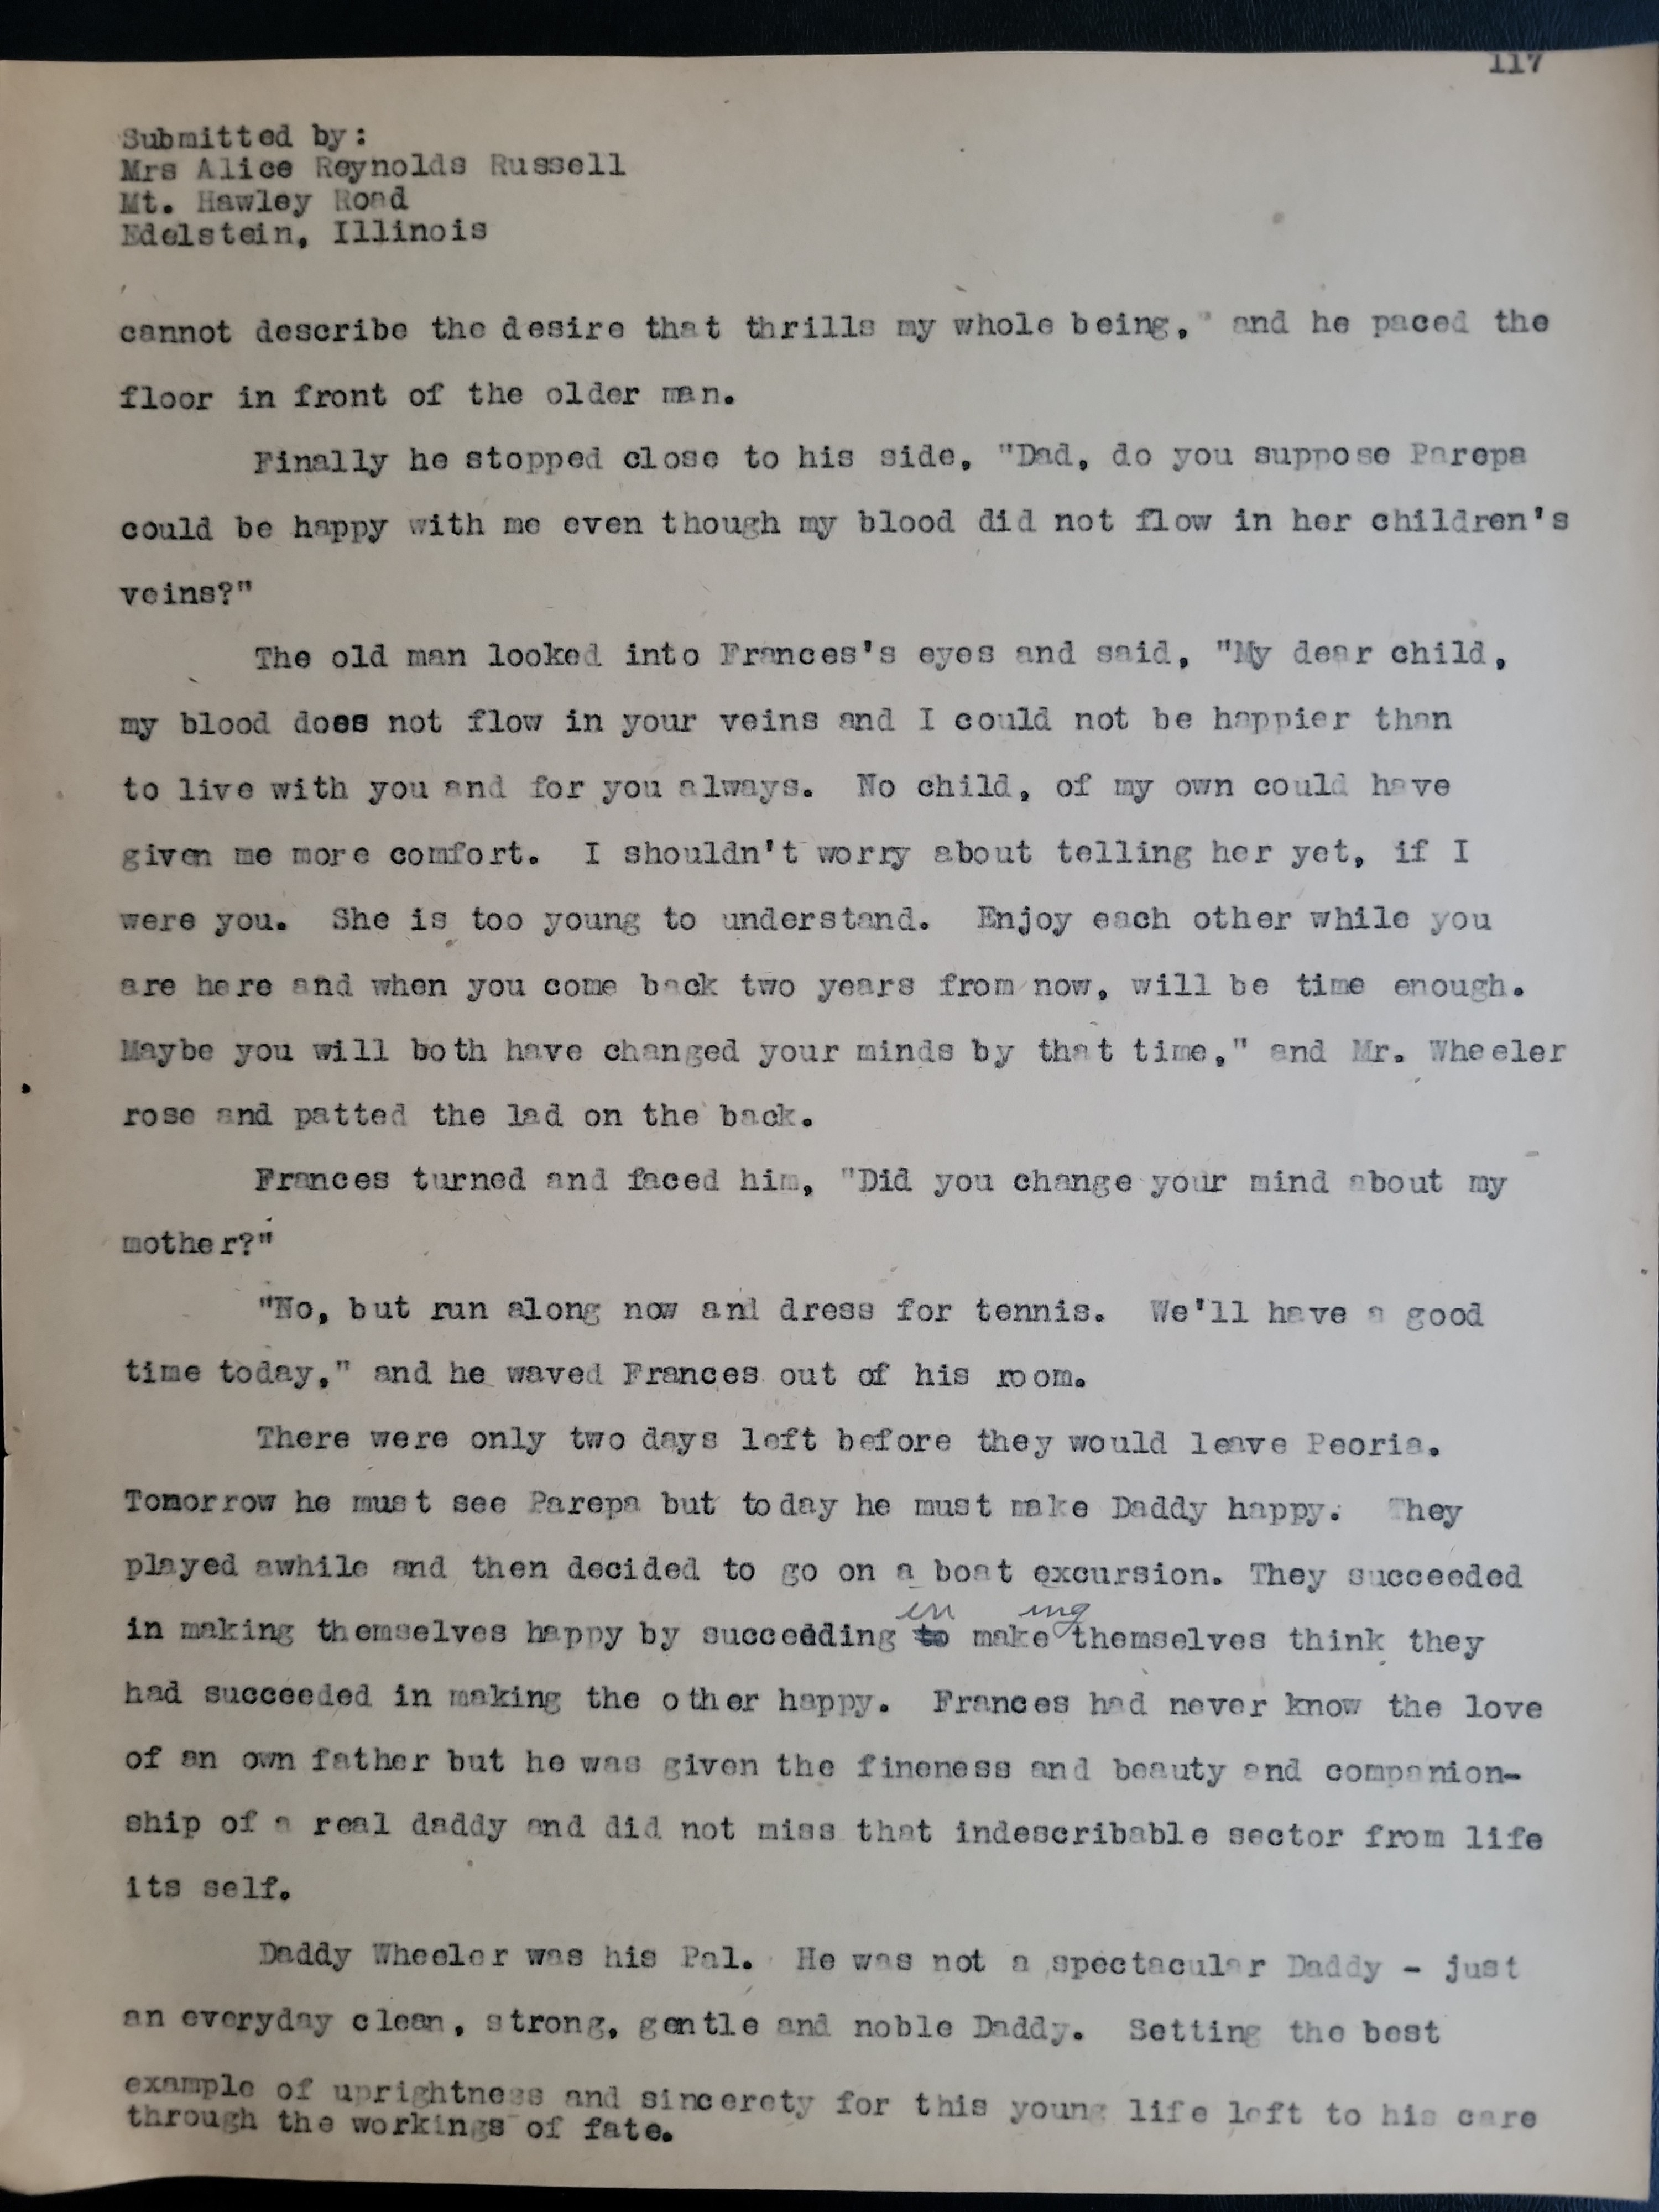 117
Submitted by:
Mrs Alice Reynolds Russell
Mt. Hawley Road
Edelstein, Illinois
cannot describe the desire that thrills my whole being," and he paced the
floor in front of the older man.
Finally he stopped close to his side, "Dad, do you suppose Parepa
could be happy with me even though my blood did not flow in her children's
veins?"
The old man looked into Frances's eyes and said, "My dear child,
my blood does not flow in your veins and I could not be happier than
to live with you and for you always.  No child, of my own could have
given me more comfort.  I shouldn't worry about telling her yet, if I
were you.  She is too young to understand.  Enjoy each other while you
are here and when you come back two years from now, will be time enough.
Maybe you will both have changed your minds by that time," and Mr. Wheeler
rose and patted the lad on the back.
Frances turned and faced him, "Did you change your mind about my
mother?"
"No, but run along now and dress for tennis.  We'll have a good
time today," and he waved Frances out of his room.
There were only two days left before they would leave Peoria.
Tomorrow he must see Parepa but today he must make Daddy happy.  They
played awhile and then decided to go on a boat excursion. They succeeded
in ing
in making themselves happy by succeeding to make themselves think they
had succeeded in making the other happy.  Frances had never know the love
of an own father but he was given the fineness and beauty and companion-
ship of a real daddy and did not miss that indescribable sector from life
its self.
Daddy Wheeler was his Pal.  He was not a spectacular Daddy - just
an everyday clean, strong, gentle and noble Daddy.  Setting the best
example of uprightness and sincerety for this young life left to his care
through the workings of fate.